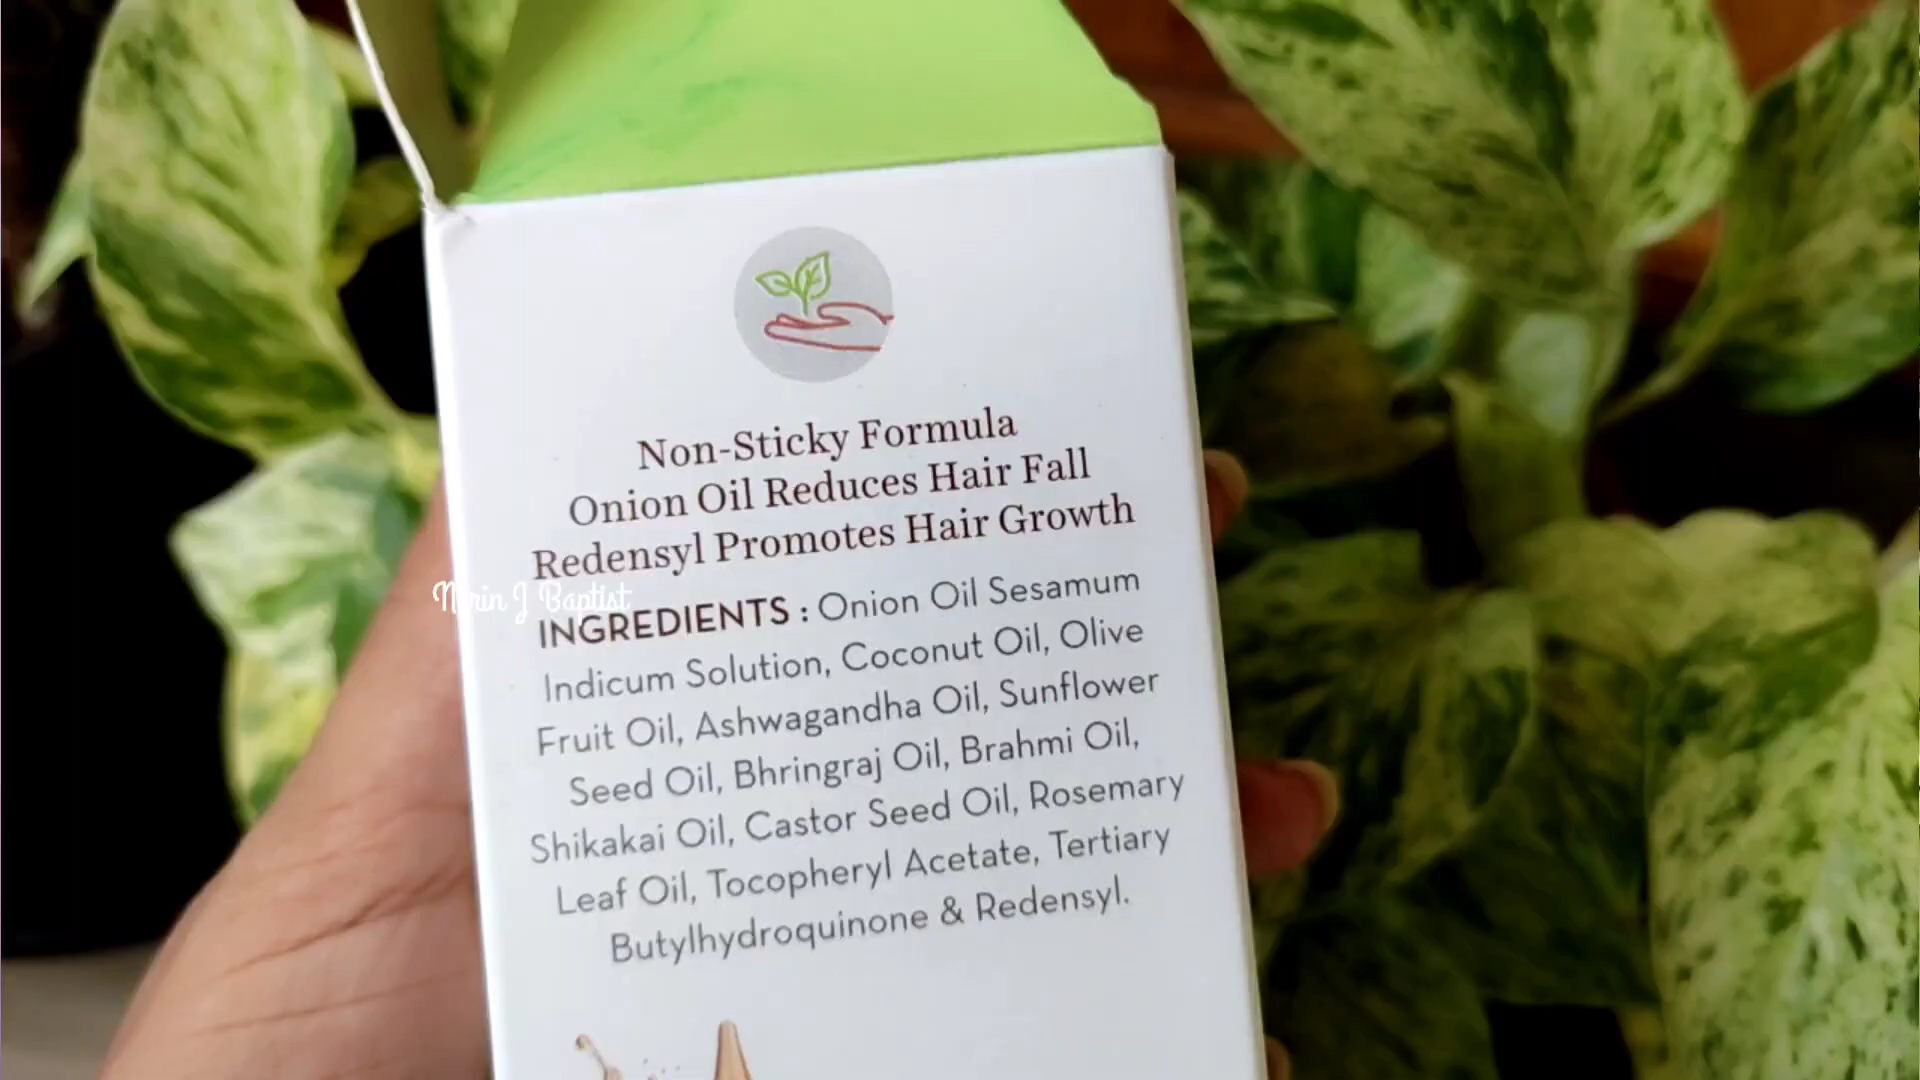 Non-Sticky Formula
Onion Oil Reduces Hair Fall
Redensyl Promotes Hair Growth
INGREDIENTS : Onion Oil Sesamum
Indicum Solution, Coconut Oil, Olive
Fruit Oil, Ashwagandha Oil, Sunflower
Seed Oil, Bhringraj Oil, Brahmi Oil,
Shikakai Oil, Castor Seed Oil, Rosemary
Leaf Oil, Tocopheryl Acetate, Tertiary
Butylhydroquinone & Redensyl.
J Baptist